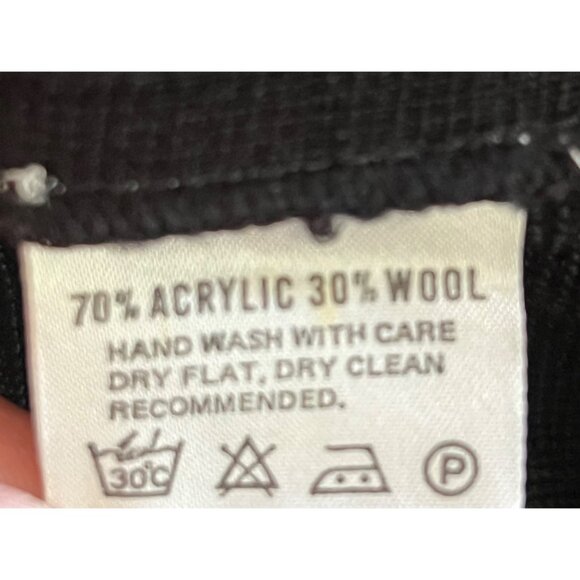 70% ACRYLIC 30% WOOL
HAND WASH WITH CARE
DRY FLAT, DRY CLEAN
RECOMMENDED.
30°C P